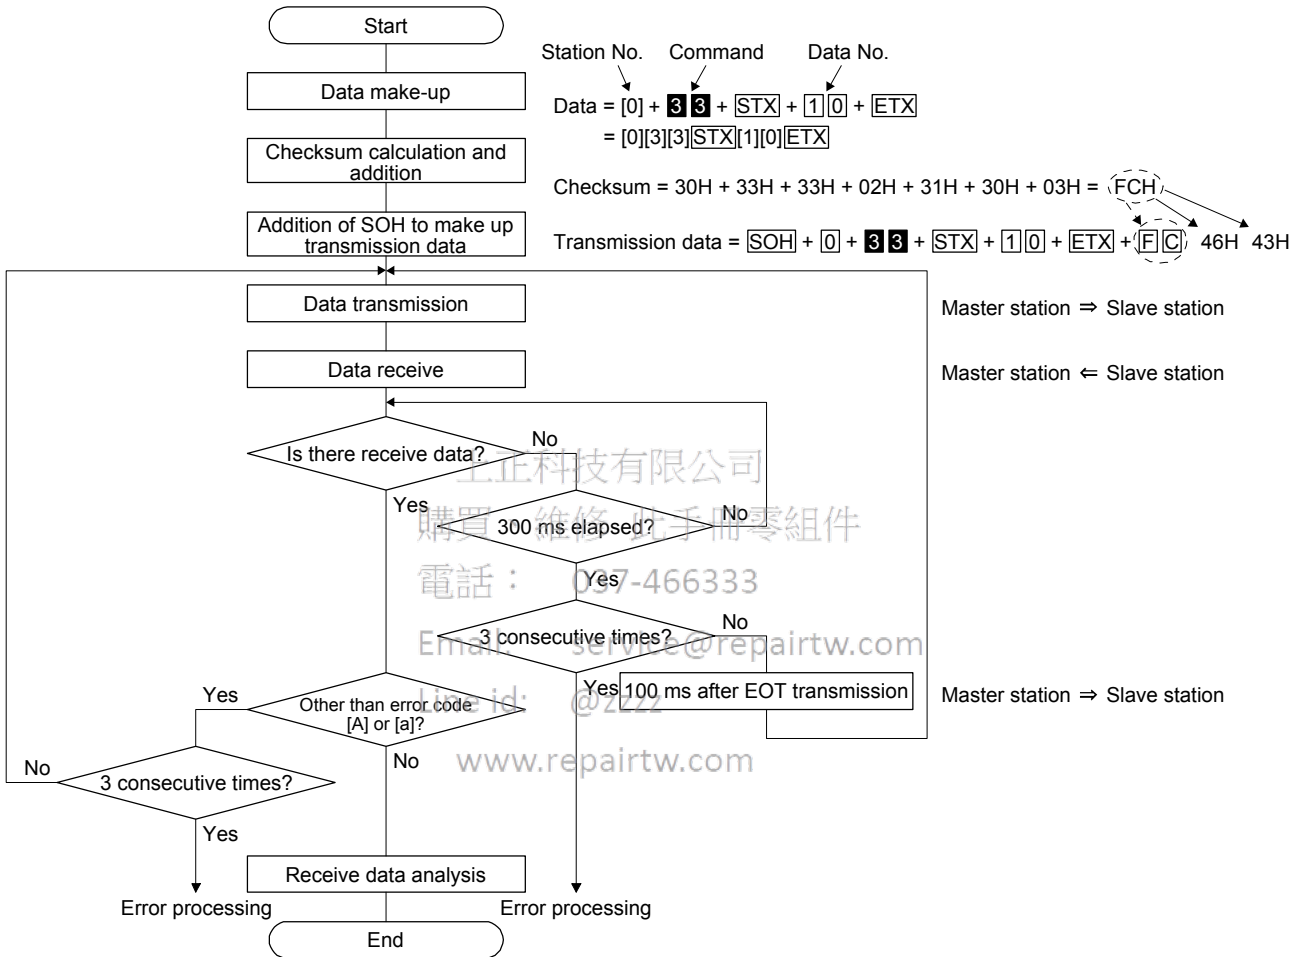 Start
Station No. Command Data No.
Data make-up
Data = [0] + 3 3 + STX + 1 0 + ETX
= [0][3][3]STX[1][0]ETX
Checksum calculation and
addition
Checksum = 30H + 33H + 33H + 02H + 31H + 30H + 03H = FCH
Addition of SOH to make up
transmission data
Transmission data = SOH + 0 + 3 3 + STX + 1 0 + ETX + F C 46H 43H
Data transmission
Master station ⇒ Slave station
Data receive
Master station ⇐ Slave station
Is there receive data?
No
Yes
上正科技有限公司
300 ms elapsed?
No
購買、維修 此手冊零組件
Yes
電話： 037-466333
3 consecutive times?
No
Email: service@repairtw.com
Yes
100 ms after EOT transmission
Master station ⇒ Slave station
Line id: @zzzz
Yes
Other than error code
[A] or [a]?
No
www.repairtw.com
No
3 consecutive times?
Yes
Receive data analysis
Error processing
Error processing
End